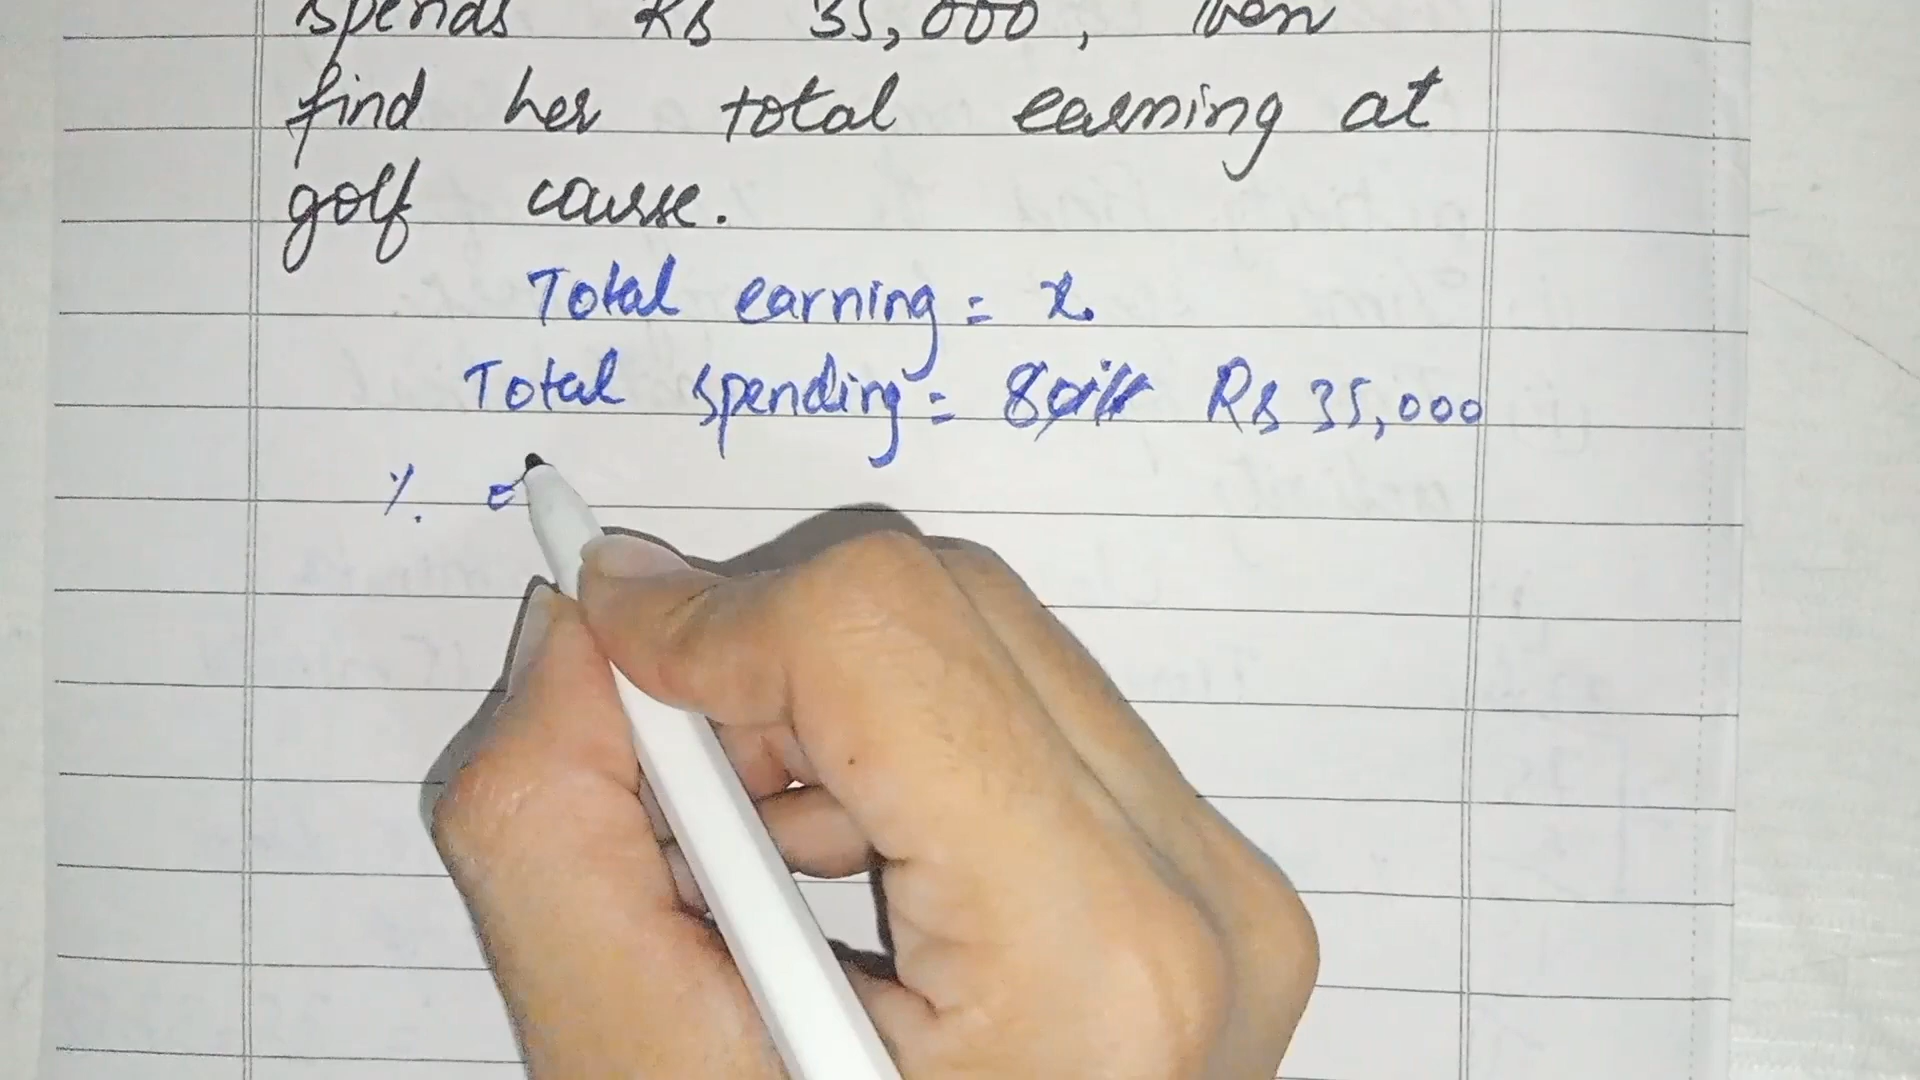 spends Rs 35,000, then
find her total earning at
golf course.
Total earning = x.
Total spending = Rs 35,000
%.